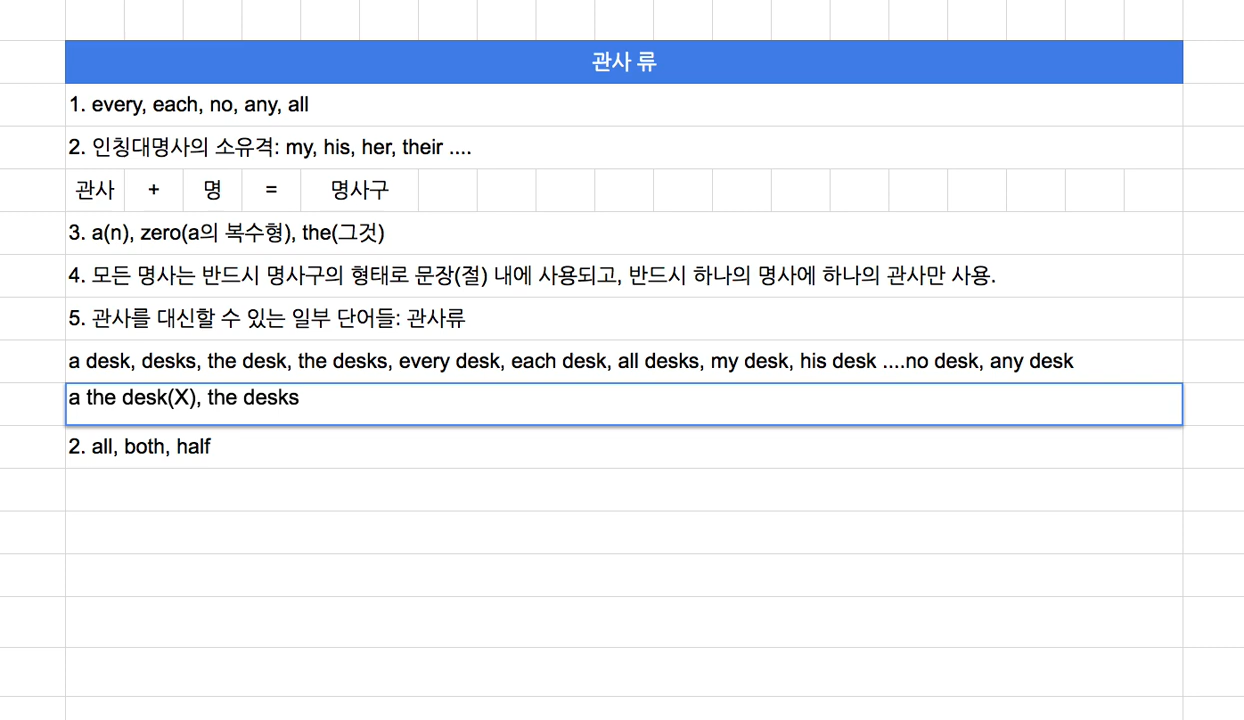 관사 류
1. every, each, no, any, all
2. 인칭대명사의 소유격: my, his, her, their ....
관사 + 명 = 명사구
3. a(n), zero(a의 복수형), the(그것)
4. 모든 명사는 반드시 명사구의 형태로 문장(절) 내에 사용되고, 반드시 하나의 명사에 하나의 관사만 사용.
5. 관사를 대신할 수 있는 일부 단어들: 관사류
a desk, desks, the desk, the desks, every desk, each desk, all desks, my desk, his desk ....no desk, any desk
a the desk(X), the desks
2. all, both, half